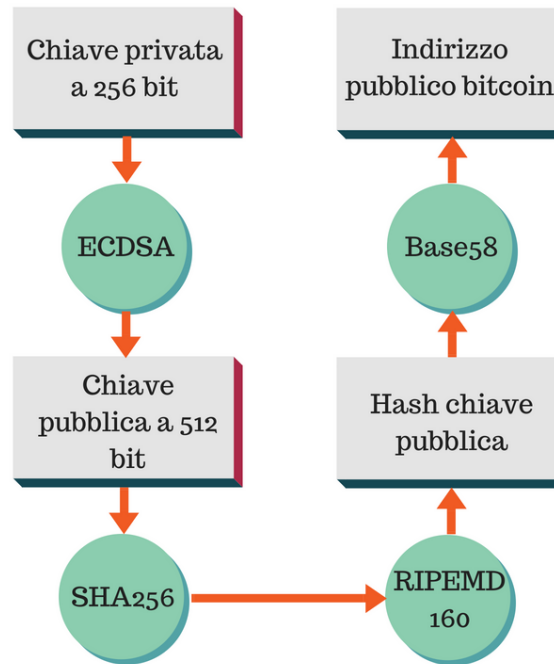 Chiave privata
a 256 bit
ECDSA
Chiave
pubblica a 512
bit
SHA256
RIPEMD
160
Hash chiave
pubblica
Base58
Indirizzo
pubblico bitcoin